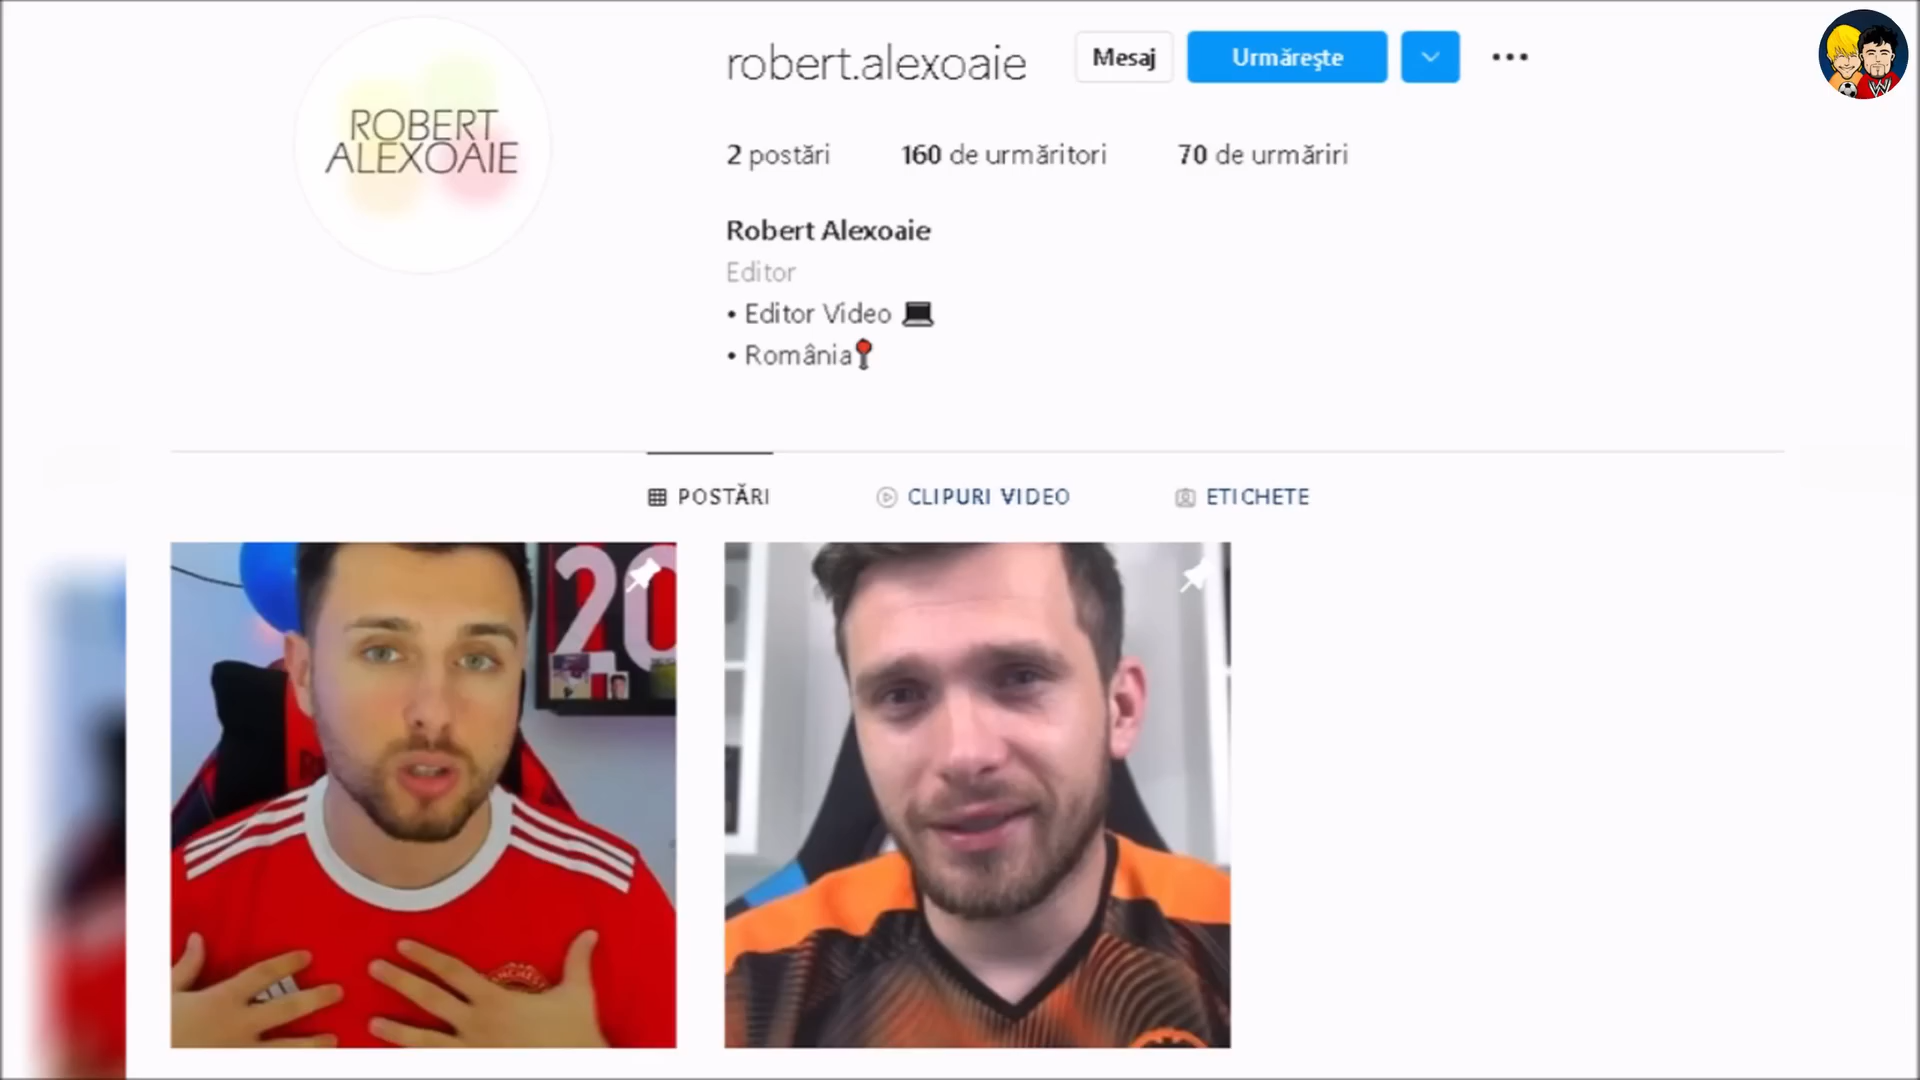 ROBERT
ALEXOAIE
robert.alexoaie
Mesaj
Urmărește
2 postări
160 de urmăritori
70 de urmăriri
Robert Alexoaie
Editor
• Editor Video
• România
POSTĂRI
CLIPURI VIDEO
ETICHETE
20